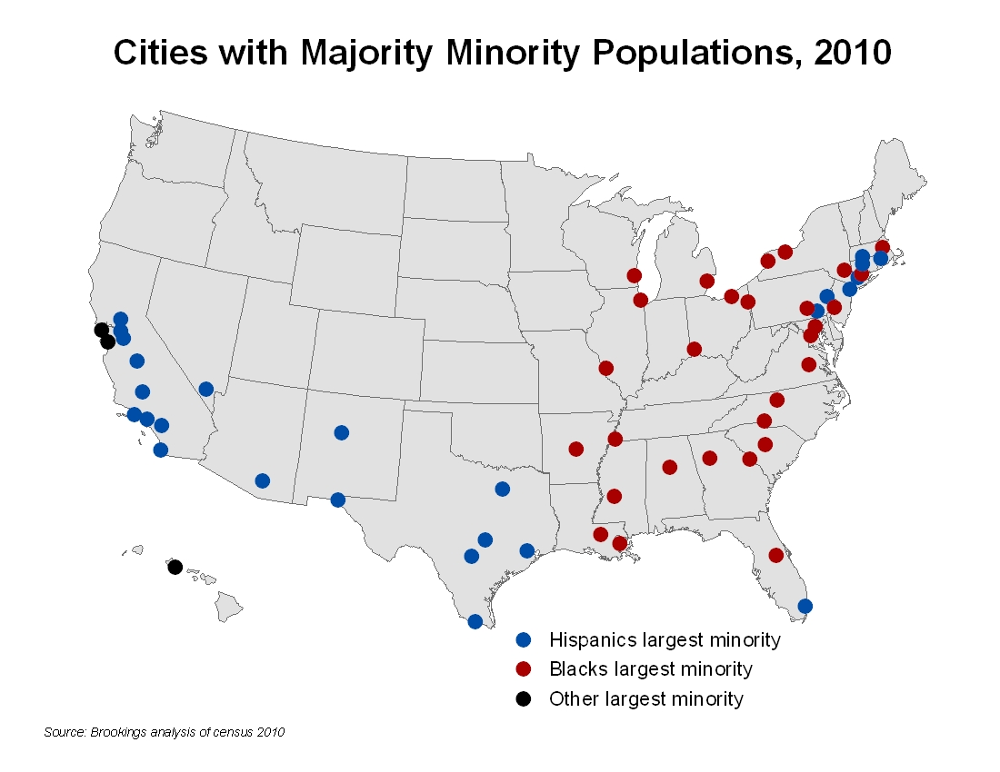 Cities with Majority Minority Populations, 2010
Hispanics largest minority
Blacks largest minority
Other largest minority
Source: Brookings analysis of census 2010